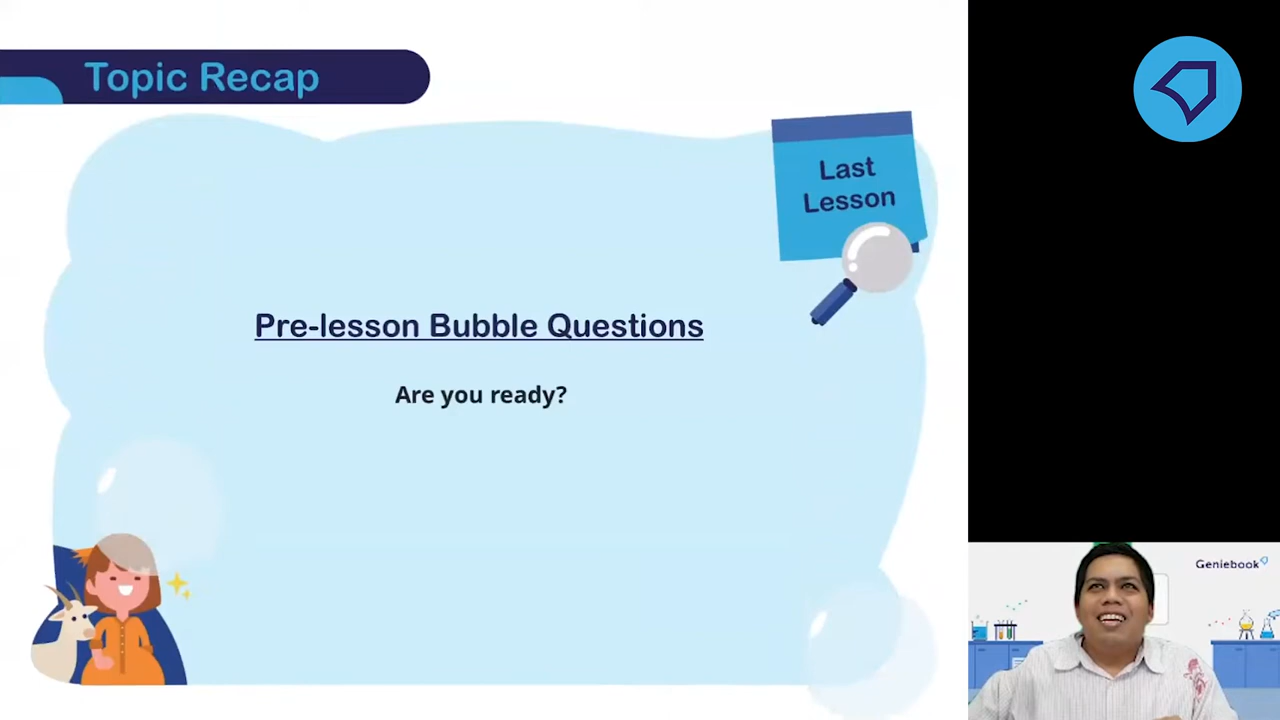 Topic Recap
Last
Lesson
Pre-lesson Bubble Questions
Are you ready?
Geniebook